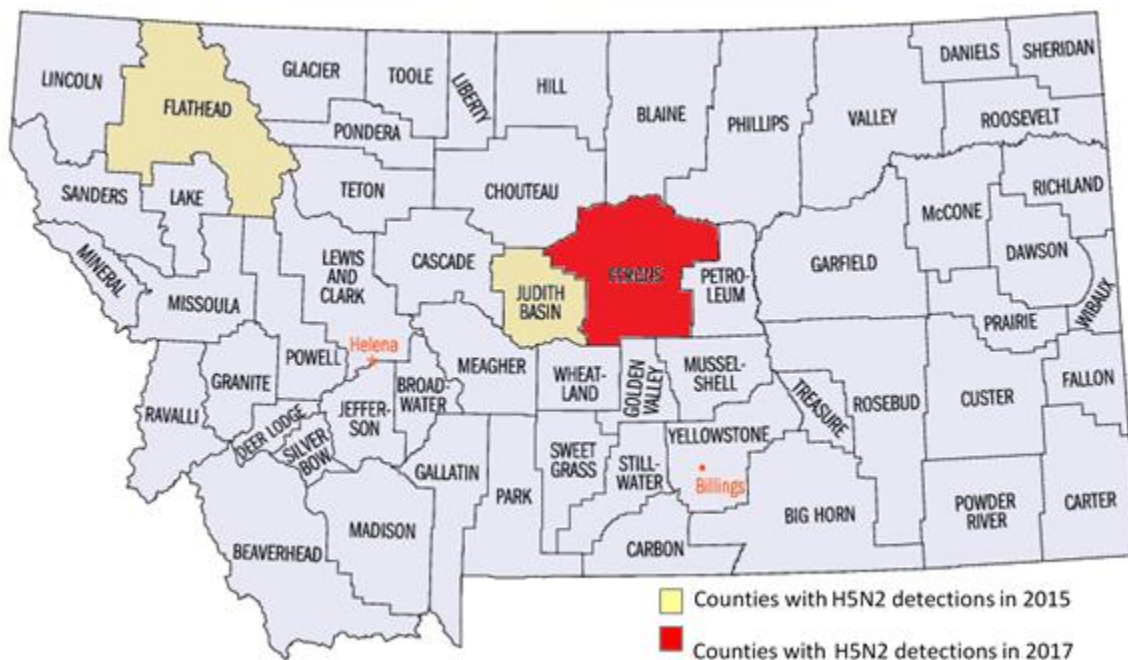 LINCOLN
FLATHEAD
GLACIER
TOOLE
LIBERTY
HILL
BLAINE
PHILLIPS
VALLEY
DANIELS
SHERIDAN
ROOSEVELT
PONDERA
SANDERS
LAKE
TETON
CHOUTEAU
RICHLAND
McCONE
DAWSON
MINERAL
MISSOULA
LEWIS
AND
CLARK
CASCADE
JUDITH
BASIN
FERGUS
PETRO-
LEUM
GARFIELD
PRAIRIE
WIBAUX
Helena
POWELL
GRANITE
RAVALLI
DEER LODGE
SILVER
BOW
JEFFER-
SON
BROAD-
WATER
MEAGHER
WHEAT-
LAND
GOLDEN
VALLEY
MUSSEL-
SHELL
TREASURE
ROSEBUD
CUSTER
FALLON
BEAVERHEAD
MADISON
GALLATIN
PARK
SWEET
GRASS
STILL-
WATER
YELLOWSTONE
Billings
CARBON
BIG HORN
POWDER
RIVER
CARTER
Counties with H5N2 detections in 2015
Counties with H5N2 detections in 2017